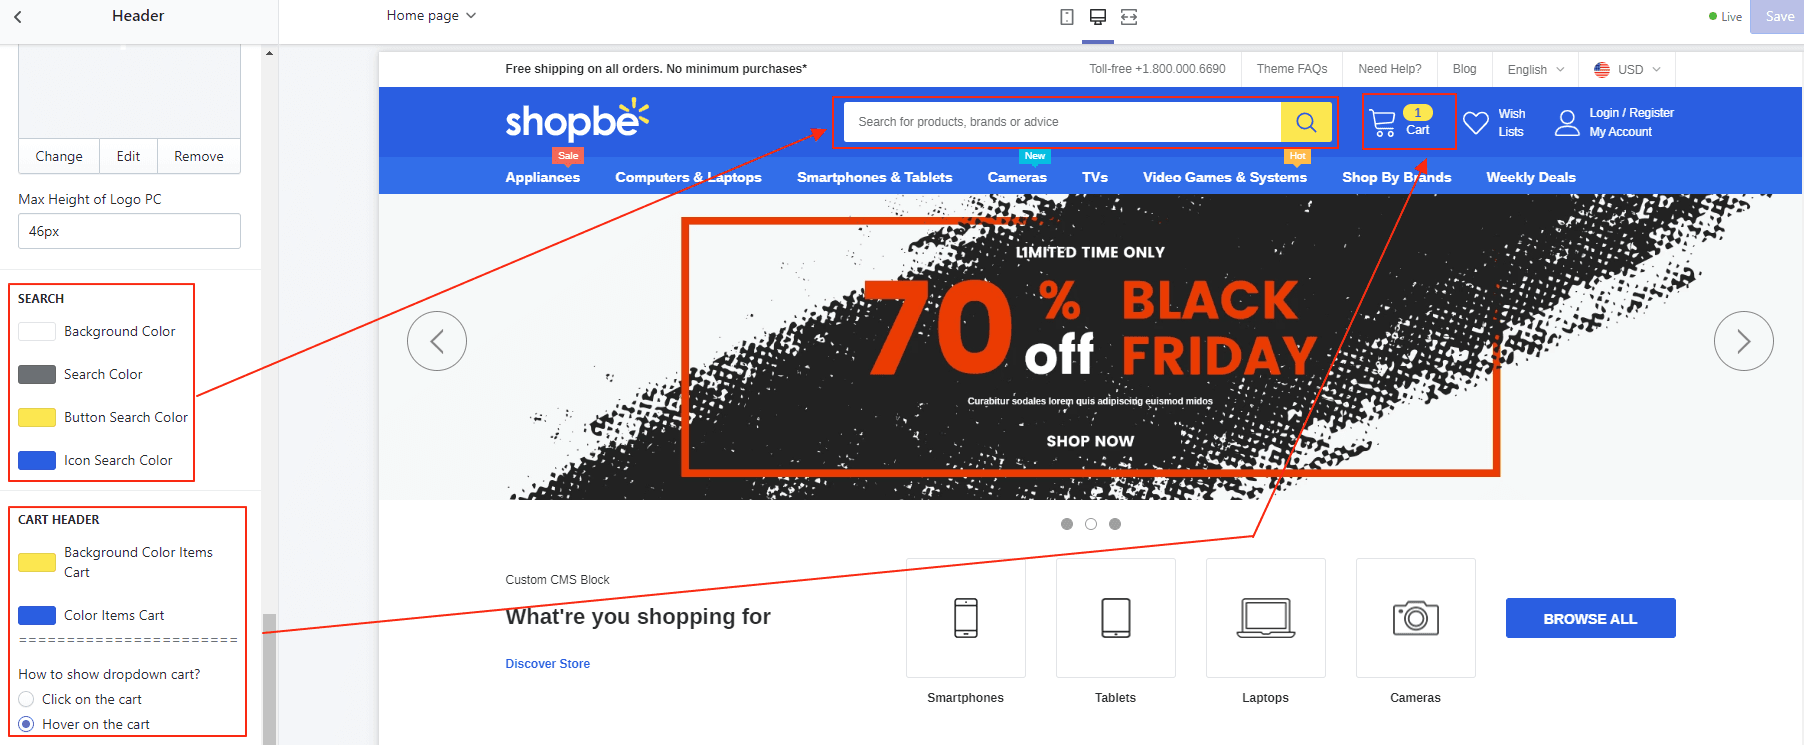 Header
Home page
Live
Save
Change
Edit
Remove
Max Height of Logo PC
46px
SEARCH
Background Color
Search Color
Button Search Color
Icon Search Color
CART HEADER
Background Color Items
Cart
Color Items Cart
=======================
How to show dropdown cart?
Click on the cart
Hover on the cart
Free shipping on all orders. No minimum purchases*
Toll-free +1.800.000.6690
Theme FAQs
Need Help?
Blog
English
USD
shopbe
Search for products, brands or advice
1
Cart
Wish
Lists
Login / Register
My Account
Sale
New
Hot
Appliances
Computers & Laptops
Smartphones & Tablets
Cameras
TVs
Video Games & Systems
Shop By Brands
Weekly Deals
LIMITED TIME ONLY
70% off
BLACK
FRIDAY
Curabitur sodales lorem quis adipiscing euismod midos
SHOP NOW
Custom CMS Block
What're you shopping for
Discover Store
Smartphones
Tablets
Laptops
Cameras
BROWSE ALL